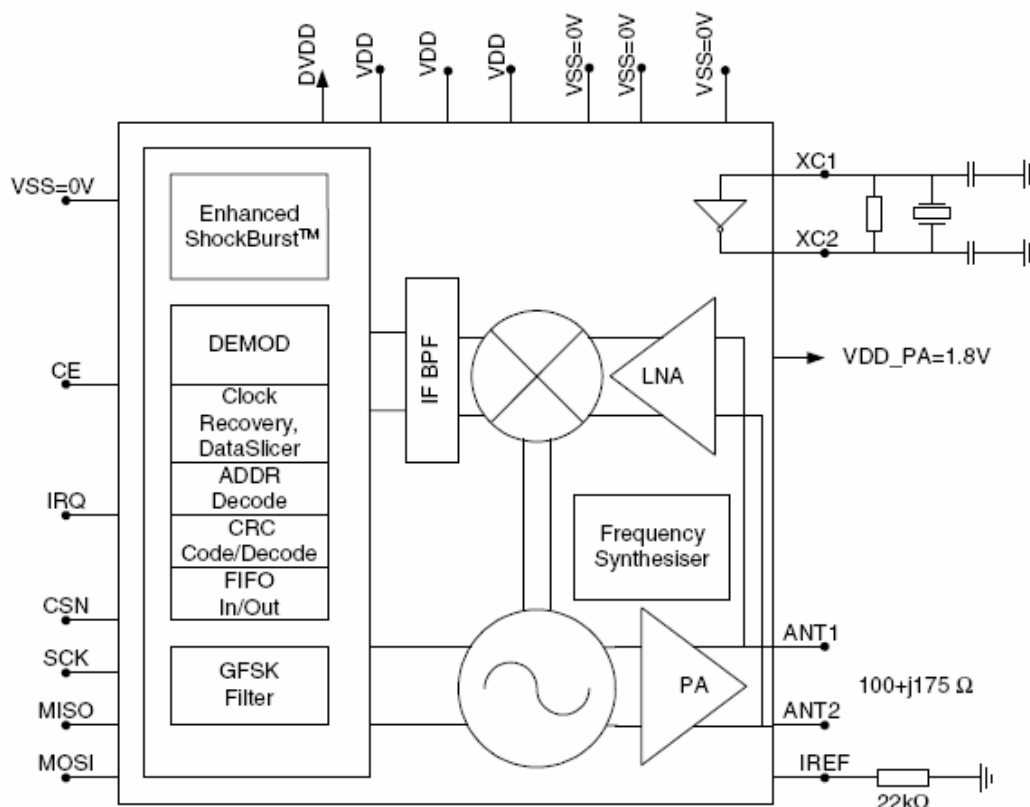 DVDD
VDD
VDD
VDD
VSS=0V
VSS=0V
VSS=0V
VSS=0V
CE
IRQ
CSN
SCK
MISO
MOSI
Enhanced
ShockBurst™
DEMOD
Clock
Recovery,
DataSlicer
ADDR
Decode
CRC
Code/Decode
FIFO
In/Out
GFSK
Filter
IF BPF
LNA
Frequency
Synthesiser
PA
XC1
XC2
VDD_PA=1.8V
ANT1
100+j175 Ω
ANT2
IREF
22kΩ